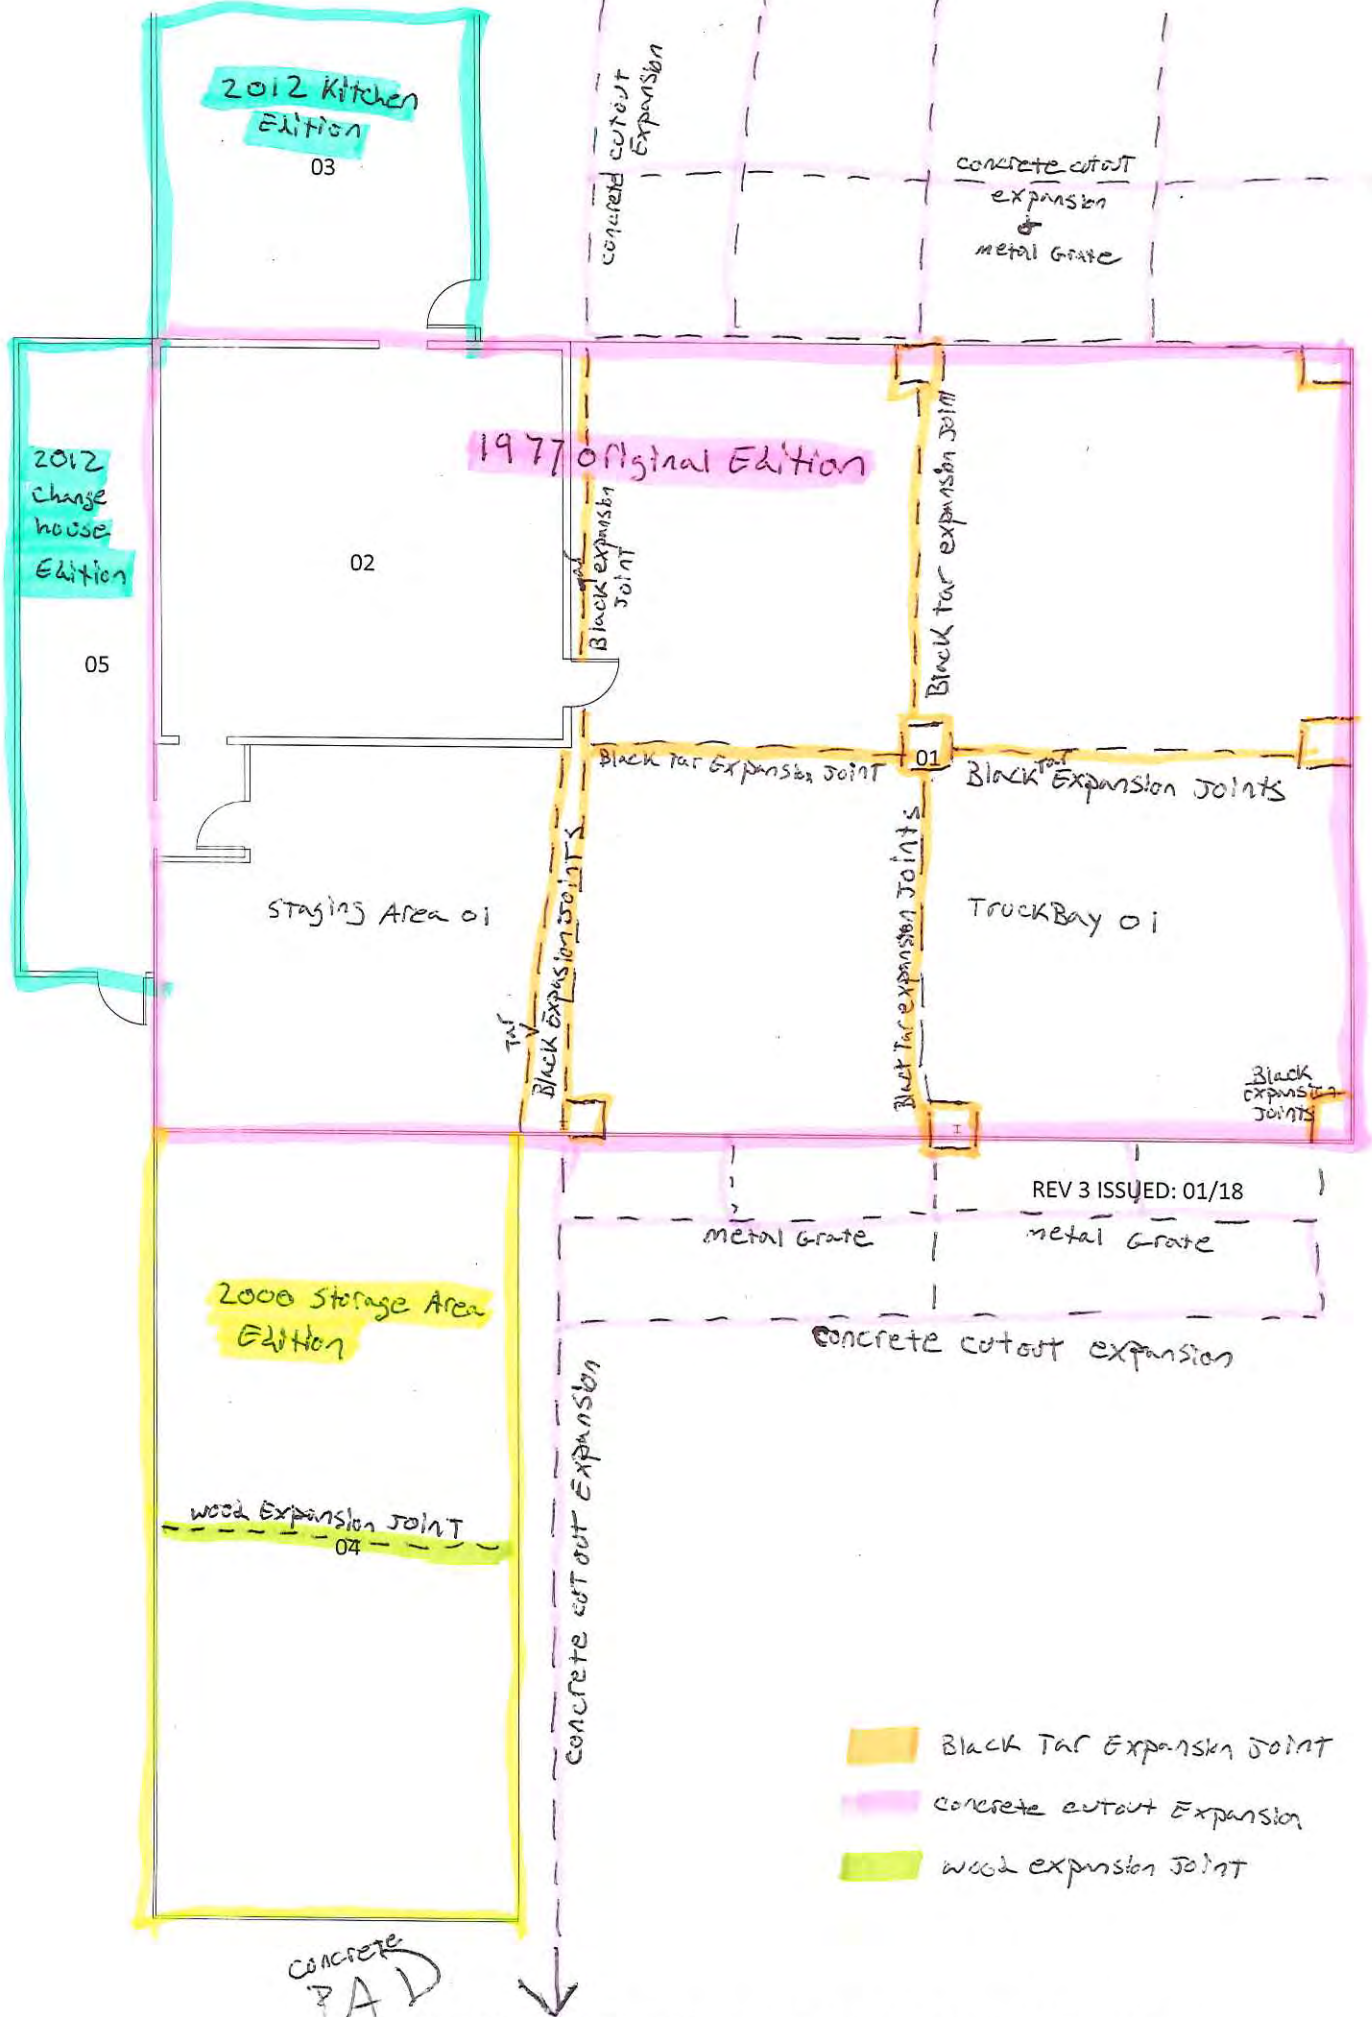 2012 Kitchen
Edition
03
concrete cutout
Expansion
concrete cutout
expansion
&
metal Grate
2012
Change
house
Edition
05
1977 original Edition
02
tar
Black expansion
Joint
Black tar expansion Joint
Black Tar Expansion Joint
01
Tar
Black Expansion Joints
Staging Area 01
Tar
Black Expansion Joints
Black Tar expansion Joints
TruckBay 01
Black
expansion
Joints
I
REV 3 ISSUED: 01/18
metal Grate
metal Grate
concrete cutout expansion
2000 Storage Area
Edition
wood Expansion Joint
04
concrete cut out Expansion
Black Tar Expansion Joint
concrete cutout Expansion
wood expansion Joint
concrete
PAD